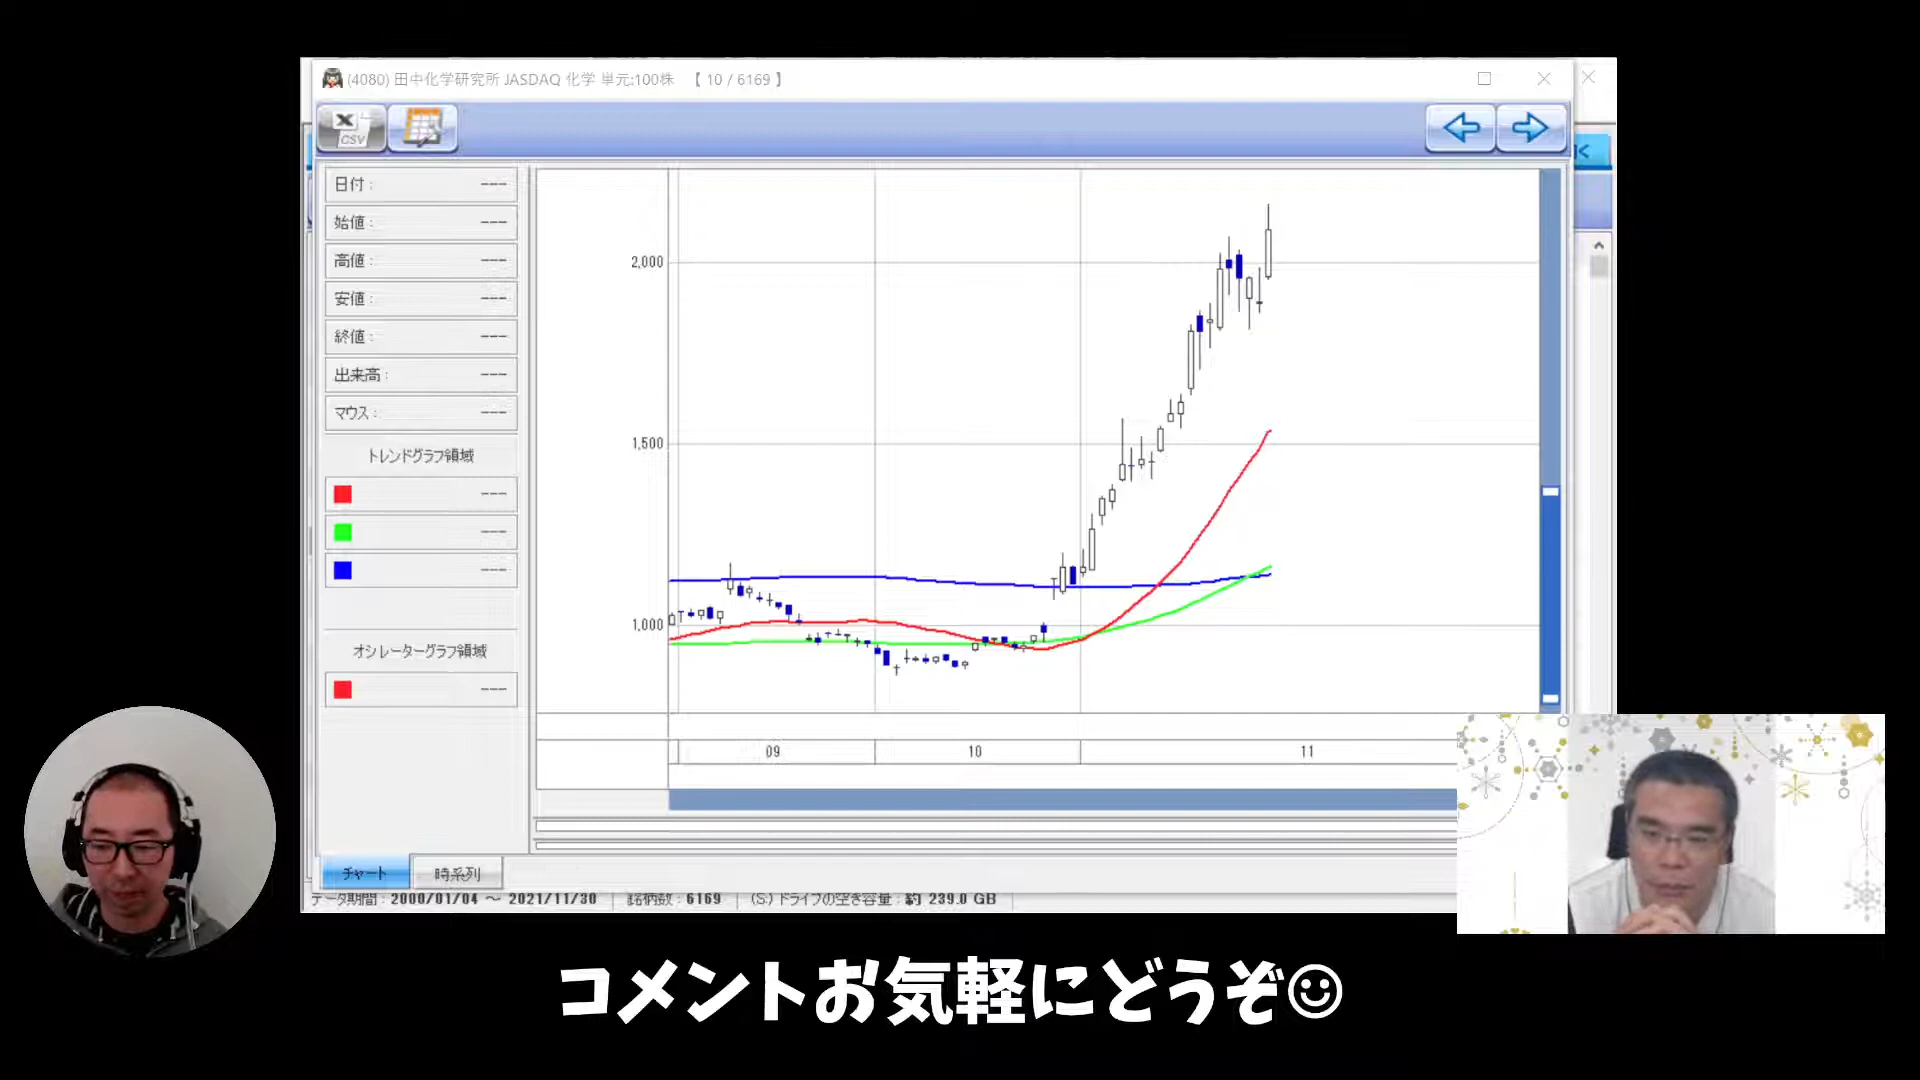 (4080) 田中化学研究所 JASDAQ 化学 単元:100株 【 10 / 6169 】
X
CSV
日付 : ---
始値 : ---
高値 : ---
安値 : ---
終値 : ---
出来高 : ---
マウス : ---
トレンドグラフ領域
---
---
---
オシレーターグラフ領域
---
2,000
1,500
1,000
09 10 11
チャート 時系列
データ期間 : 2000/01/04 ～ 2021/11/30 銘柄数 : 6169 (S:) ドライブの空き容量 : 約 239.0 GB
コメントお気軽にどうぞ☺